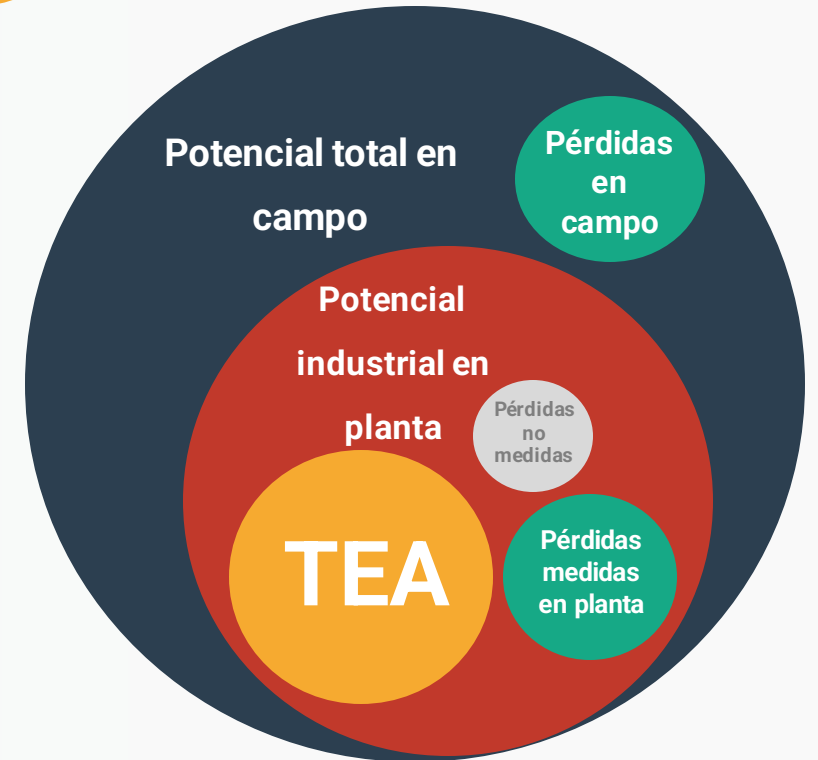 Potencial total en
campo
Pérdidas
en
campo
Potencial
industrial en
planta
Pérdidas
no
medidas
TEA
Pérdidas
medidas
en planta